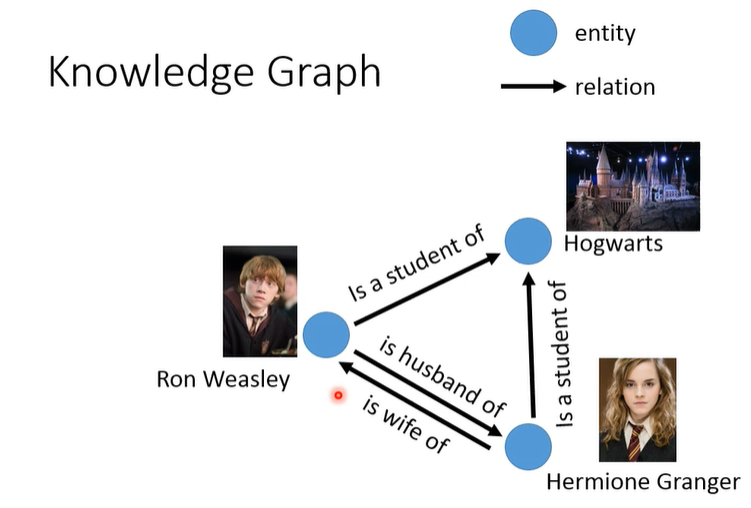 Knowledge Graph
entity
relation
Is a student of
Hogwarts
Ron Weasley
is husband of
is wife of
Is a student of
Hermione Granger